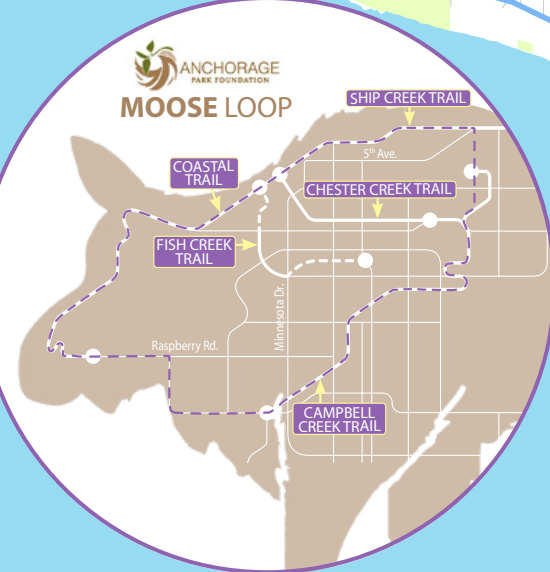 ANCHORAGE
PARK FOUNDATION
MOOSE LOOP
SHIP CREEK TRAIL
5th Ave.
COASTAL
TRAIL
CHESTER CREEK TRAIL
FISH CREEK
TRAIL
Minnesota Dr.
Raspberry Rd.
CAMPBELL
CREEK TRAIL